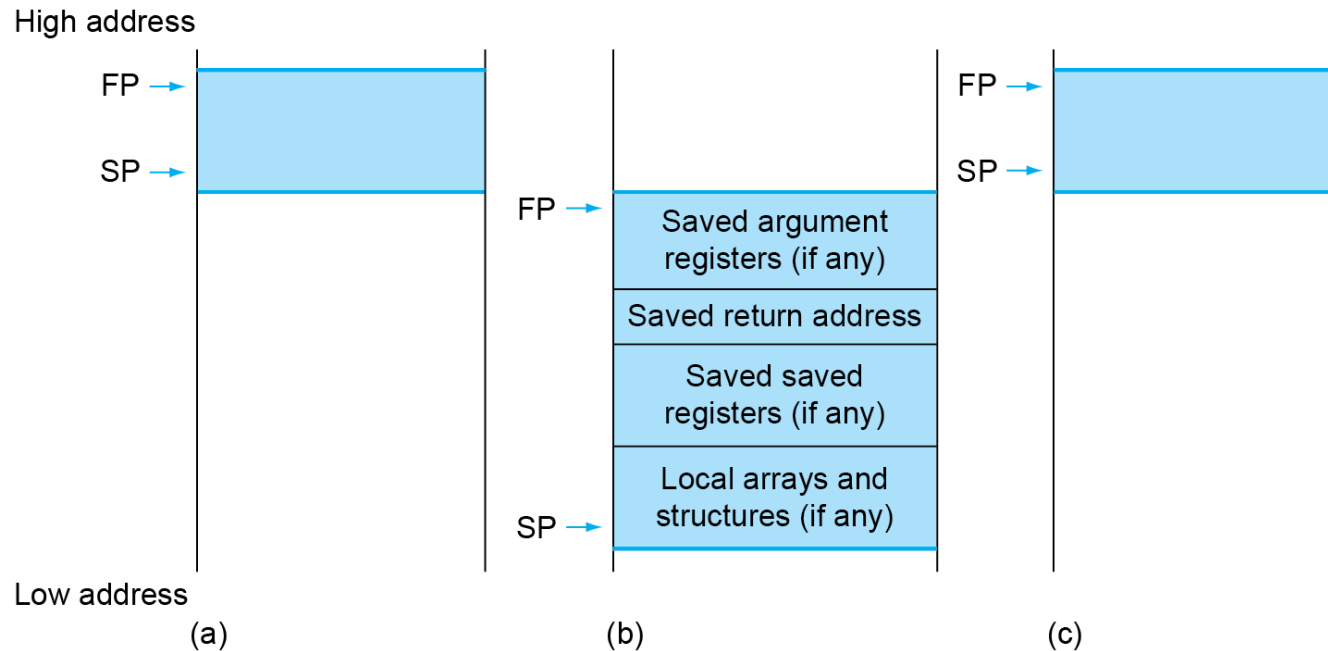 High address
FP
SP
FP
Saved argument
registers (if any)
Saved return address
Saved saved
registers (if any)
Local arrays and
structures (if any)
SP
FP
SP
Low address
(a)
(b)
(c)